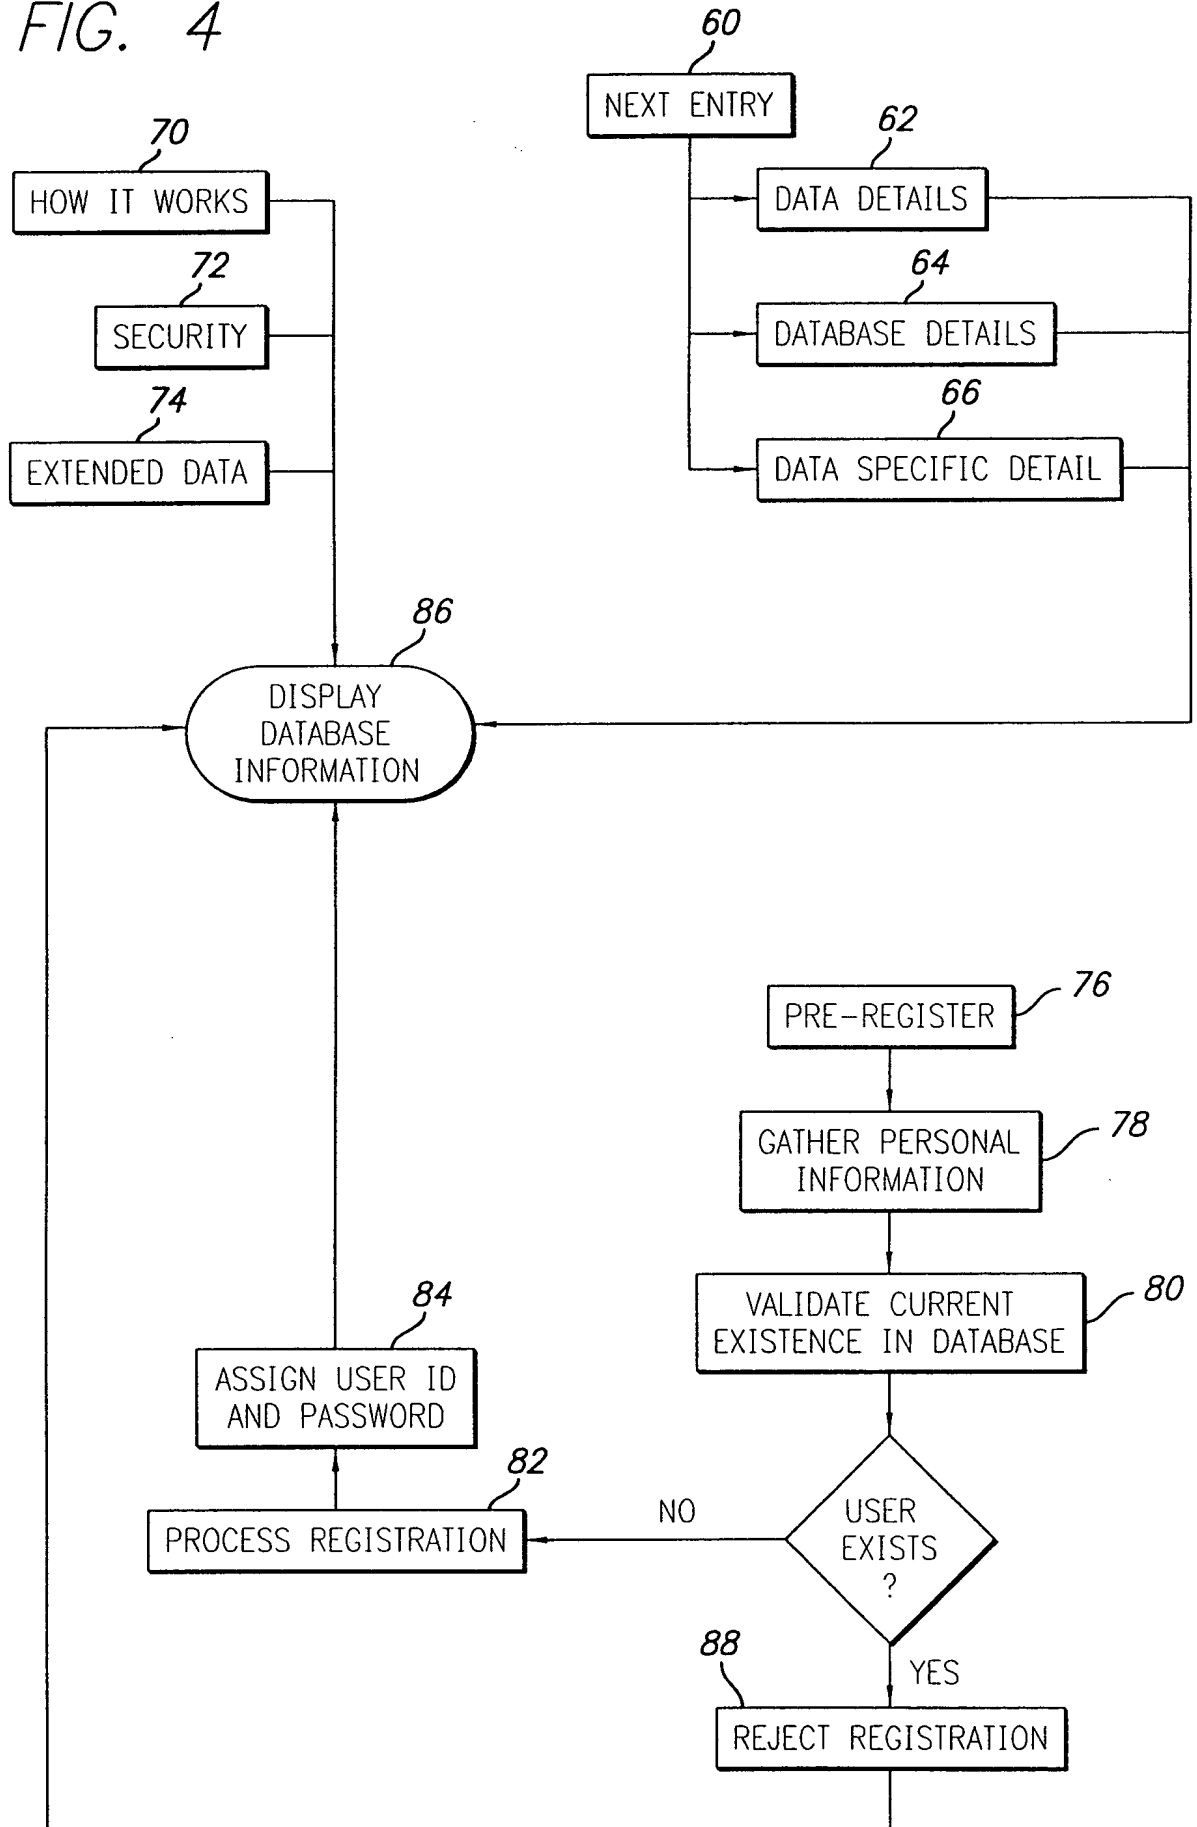 FIG. 4
60
NEXT ENTRY
70
HOW IT WORKS
62
DATA DETAILS
72
SECURITY
64
DATABASE DETAILS
74
EXTENDED DATA
66
DATA SPECIFIC DETAIL
86
DISPLAY
DATABASE
INFORMATION
76
PRE-REGISTER
78
GATHER PERSONAL
INFORMATION
80
VALIDATE CURRENT
EXISTENCE IN DATABASE
84
ASSIGN USER ID
AND PASSWORD
82
PROCESS REGISTRATION
NO
USER
EXISTS
?
YES
88
REJECT REGISTRATION